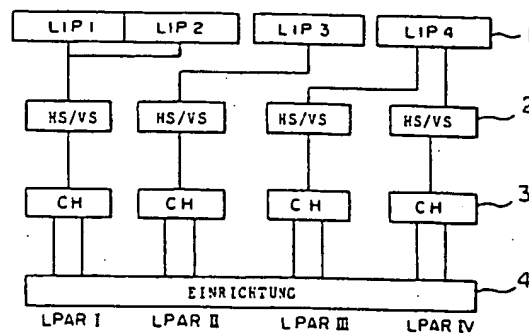 LIP 1 LIP 2 LIP 3 LIP 4 1
HS/VS HS/VS HS/VS HS/VS 2
CH CH CH CH 3
EINRICHTUNG 4
LPAR I LPAR II LPAR III LPAR IV